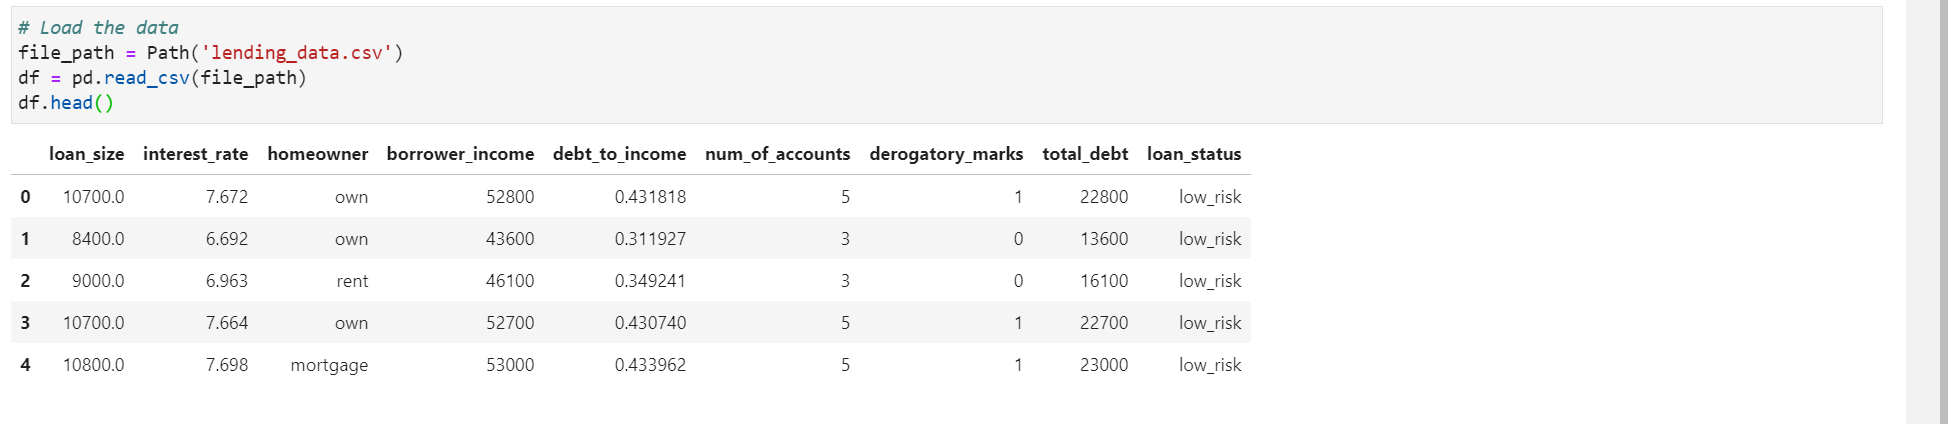 # Load the data
file_path = Path('lending_data.csv')
df = pd.read_csv(file_path)
df.head()
loan_size interest_rate homeowner borrower_income debt_to_income num_of_accounts derogatory_marks total_debt loan_status
0 10700.0 7.672 own 52800 0.431818 5 1 22800 low_risk
1 8400.0 6.692 own 43600 0.311927 3 0 13600 low_risk
2 9000.0 6.963 rent 46100 0.349241 3 0 16100 low_risk
3 10700.0 7.664 own 52700 0.430740 5 1 22700 low_risk
4 10800.0 7.698 mortgage 53000 0.433962 5 1 23000 low_risk